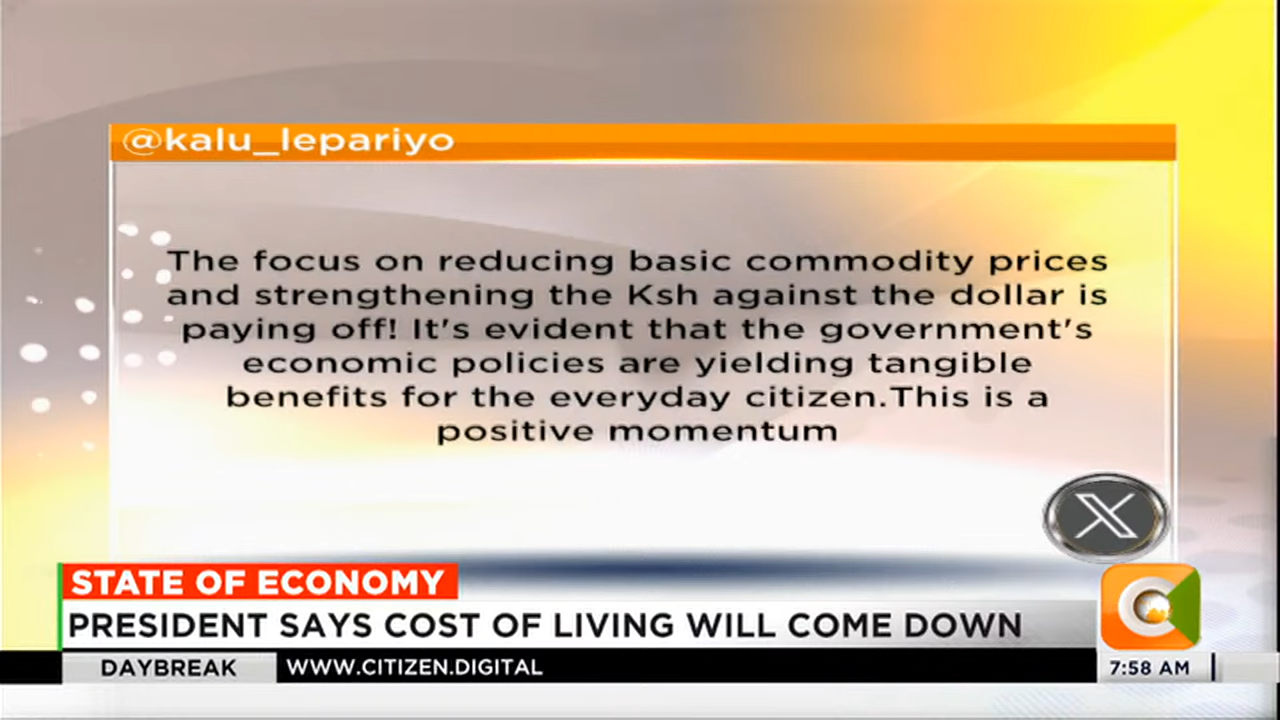 @kalu_lepariyo
The focus on reducing basic commodity prices
and strengthening the Ksh against the dollar is
paying off! It's evident that the government's
economic policies are yielding tangible
benefits for the everyday citizen.This is a
positive momentum
STATE OF ECONOMY
PRESIDENT SAYS COST OF LIVING WILL COME DOWN
DAYBREAK
WWW.CITIZEN.DIGITAL
7:58 AM